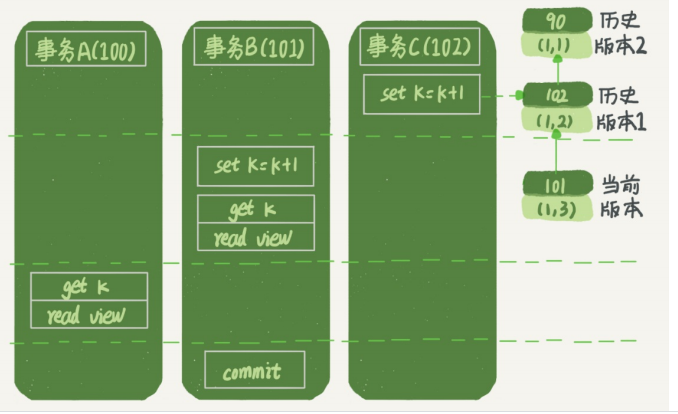 事务A(100)
事务B(101)
事务C(102)
90
(1,1)
历史
版本2
set k=k+1
102
(1,2)
历史
版本1
set k=k+1
get k
read view
101
(1,3)
当前
版本
get k
read view
commit